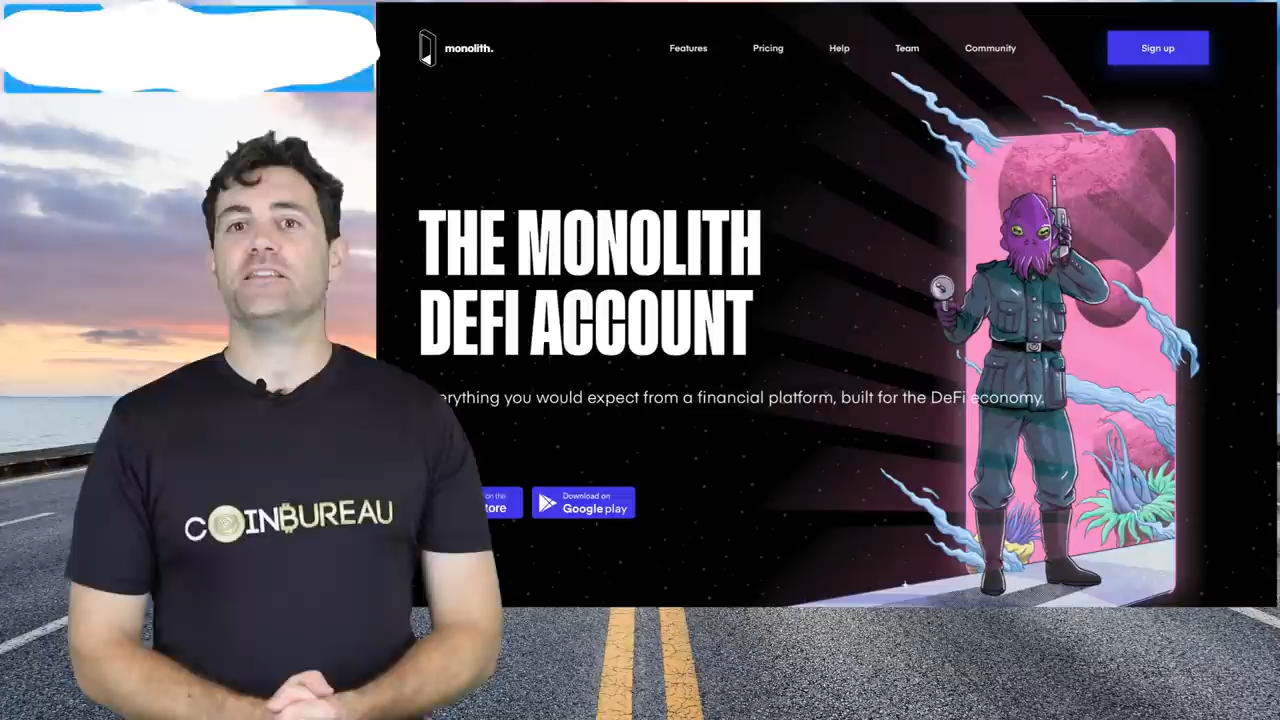 monolith.
Features
Pricing
Help
Team
Community
Sign up
THE MONOLITH
DEFI ACCOUNT
erything you would expect from a financial platform, built for the DeFi economy.
on the
tore
Download on
Google play
COINBUREAU